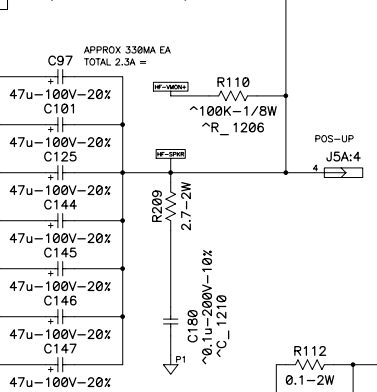 APPROX 330MA EA
TOTAL 2.3A =
C97
47u-100V-20%
C101
47u-100V-20%
C125
47u-100V-20%
C144
47u-100V-20%
C145
47u-100V-20%
C146
47u-100V-20%
C147
47u-100V-20%
HF-VMON+
R110
^100K-1/8W
^R_1206
HF-SPKR
POS-UP
J5A:4
4
R209
2.7-2W
C180
^0.1u-200V-10%
^C_1210
P1
R112
0.1-2W